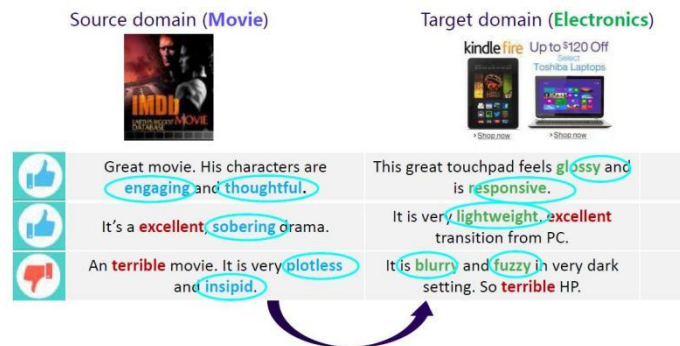 Source domain (Movie)
Target domain (Electronics)
kindle fire
Up to $120 Off
Select
Toshiba Laptops
IMDb
EARTH'S BIGGEST
MOVIE
DATABASE
> Shop now
> Shop now
Great movie. His characters are
engaging and thoughtful.
This great touchpad feels glossy and
is responsive.
It's a excellent, sobering drama.
It is very lightweight, excellent
transition from PC.
An terrible movie. It is very plotless
and insipid.
It is blurry and fuzzy in very dark
setting. So terrible HP.